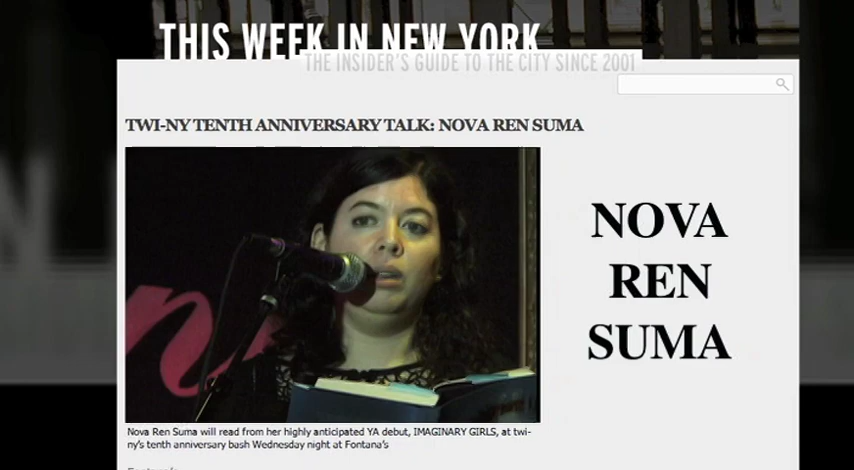 THIS WEEK IN NEW YORK
THE INSIDER'S GUIDE TO THE CITY SINCE 2001
TWI-NY TENTH ANNIVERSARY TALK: NOVA REN SUMA
NOVA
REN
SUMA
Nova Ren Suma will read from her highly anticipated YA debut, IMAGINARY GIRLS, at twi-
ny's tenth anniversary bash Wednesday night at Fontana's